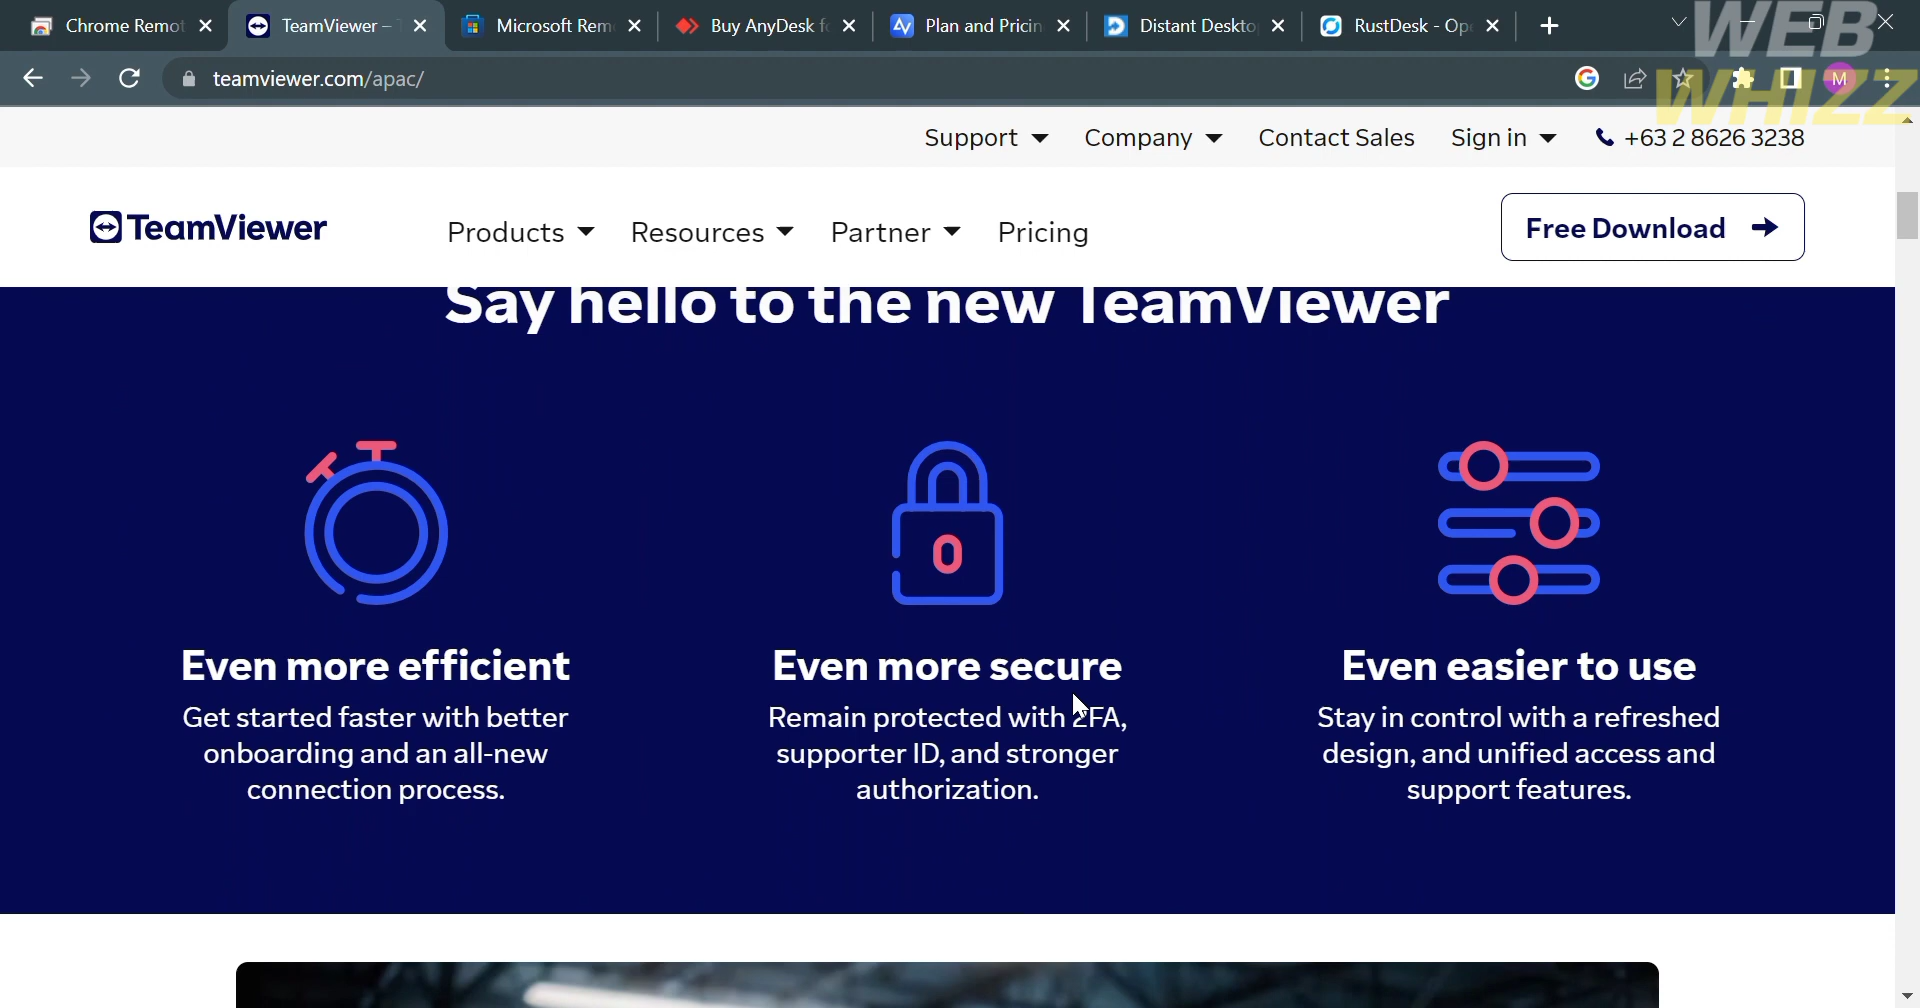 Chrome Remot
TeamViewer –
Microsoft Rem
Buy AnyDesk fo
Plan and Pricin
Distant Deskto
RustDesk - Ope
WEB
WHIZZ
teamviewer.com/apac/
M
Support
Company
Contact Sales
Sign in
+63 2 8626 3238
TeamViewer
Products
Resources
Partner
Pricing
Free Download
Say hello to the new TeamViewer
Even more efficient
Get started faster with better
onboarding and an all-new
connection process.
Even more secure
Remain protected with 2FA,
supporter ID, and stronger
authorization.
Even easier to use
Stay in control with a refreshed
design, and unified access and
support features.